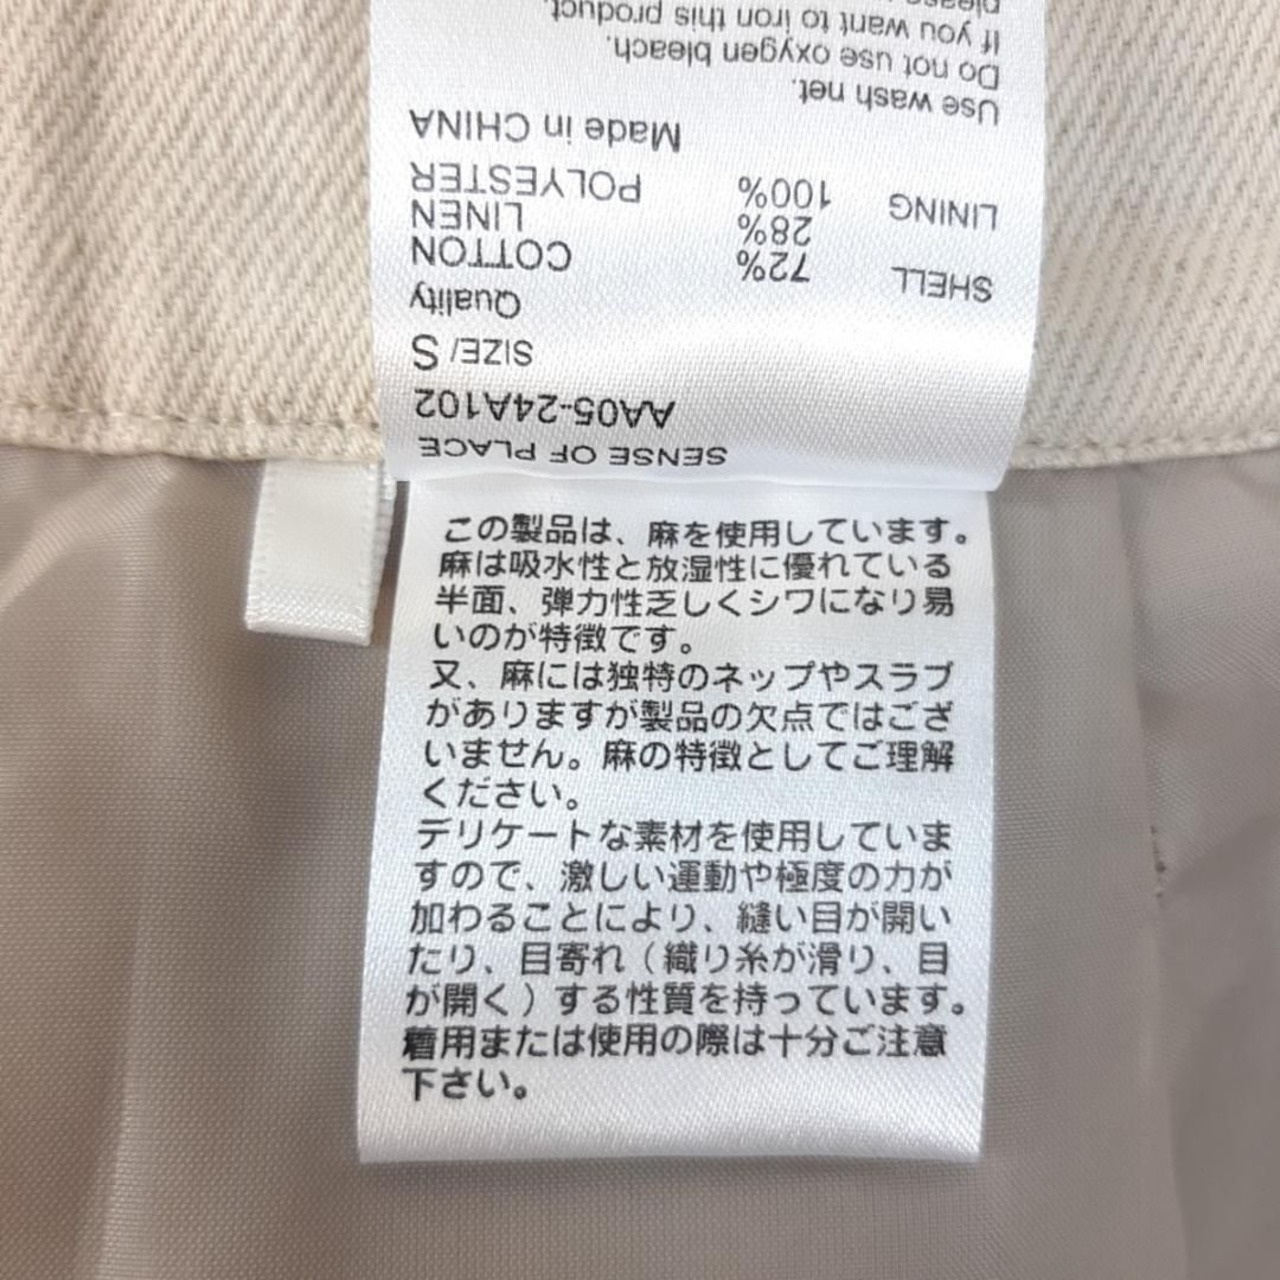 SENSE OF PLACE
AA05-24A102
SIZE/ S
Quality
SHELL 72% COTTON
28% LINEN
LINING 100% POLYESTER
Made in CHINA
Use wash net.
Do not use oxygen bleach.
If you want to iron this product,
please
この製品は、麻を使用しています。
麻は吸水性と放湿性に優れている
半面、弾力性乏しくシワになり易
いのが特徴です。
又、麻には独特のネップやスラブ
がありますが製品の欠点ではござ
いません。麻の特徴としてご理解
ください。
デリケートな素材を使用していま
すので、激しい運動や極度の力が
加わることにより、縫い目が開い
たり、目寄れ（織り糸が滑り、目
が開く）する性質を持っています。
着用または使用の際は十分ご注意
下さい。